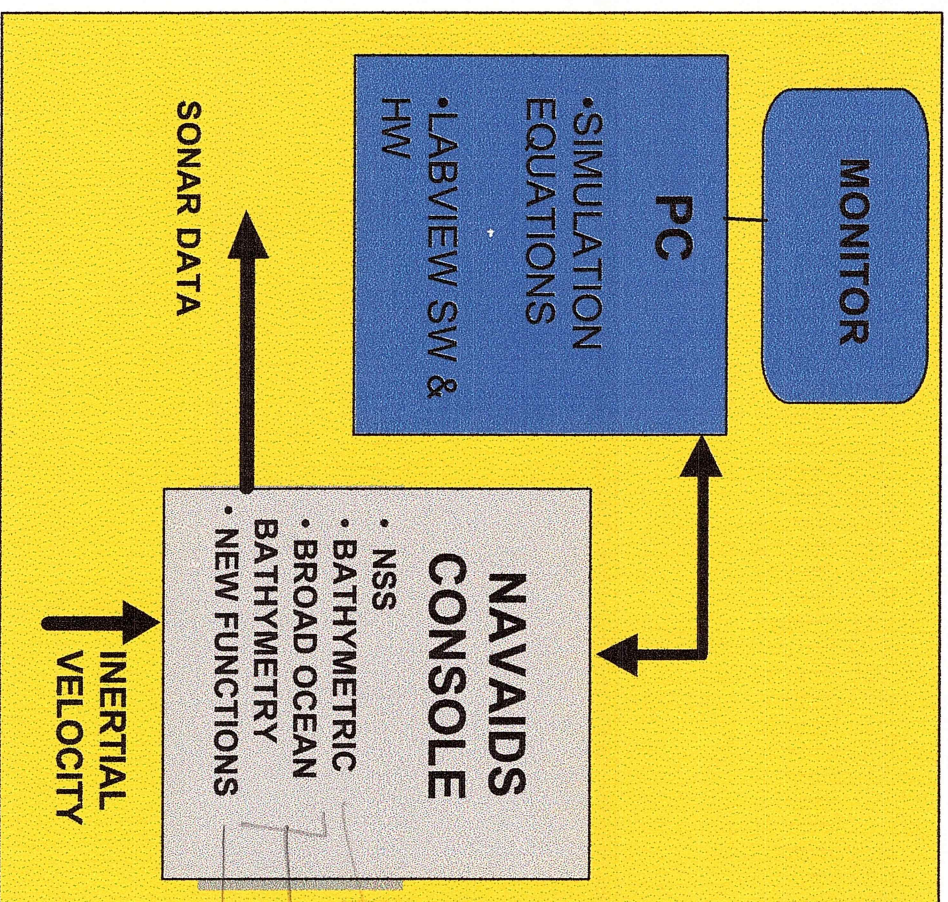 MONITOR
PC
•SIMULATION
EQUATIONS
•LABVIEW SW &
HW
NAVAIDS
CONSOLE
• NSS
• BATHYMETRIC
• BROAD OCEAN
BATHYMETRY
• NEW FUNCTIONS
SONAR DATA
INERTIAL
VELOCITY